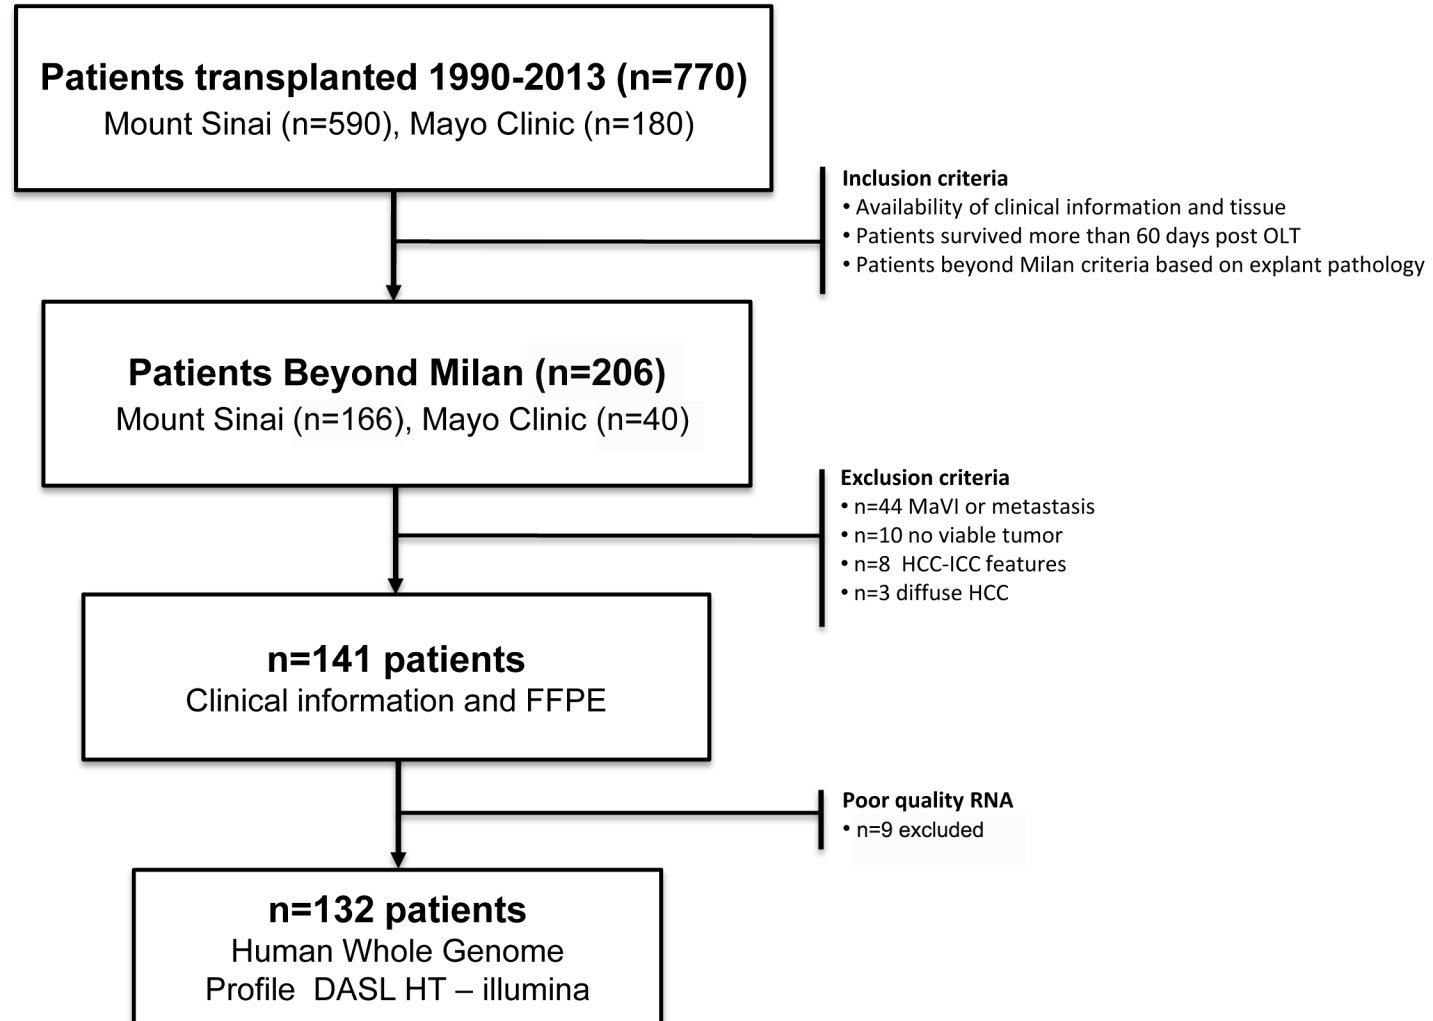 Patients transplanted 1990-2013 (n=770)
Mount Sinai (n=590), Mayo Clinic (n=180)
Inclusion criteria
• Availability of clinical information and tissue
• Patients survived more than 60 days post OLT
• Patients beyond Milan criteria based on explant pathology
Patients Beyond Milan (n=206)
Mount Sinai (n=166), Mayo Clinic (n=40)
Exclusion criteria
• n=44 MaVI or metastasis
• n=10 no viable tumor
• n=8 HCC-ICC features
• n=3 diffuse HCC
n=141 patients
Clinical information and FFPE
Poor quality RNA
• n=9 excluded
n=132 patients
Human Whole Genome
Profile DASL HT – illumina